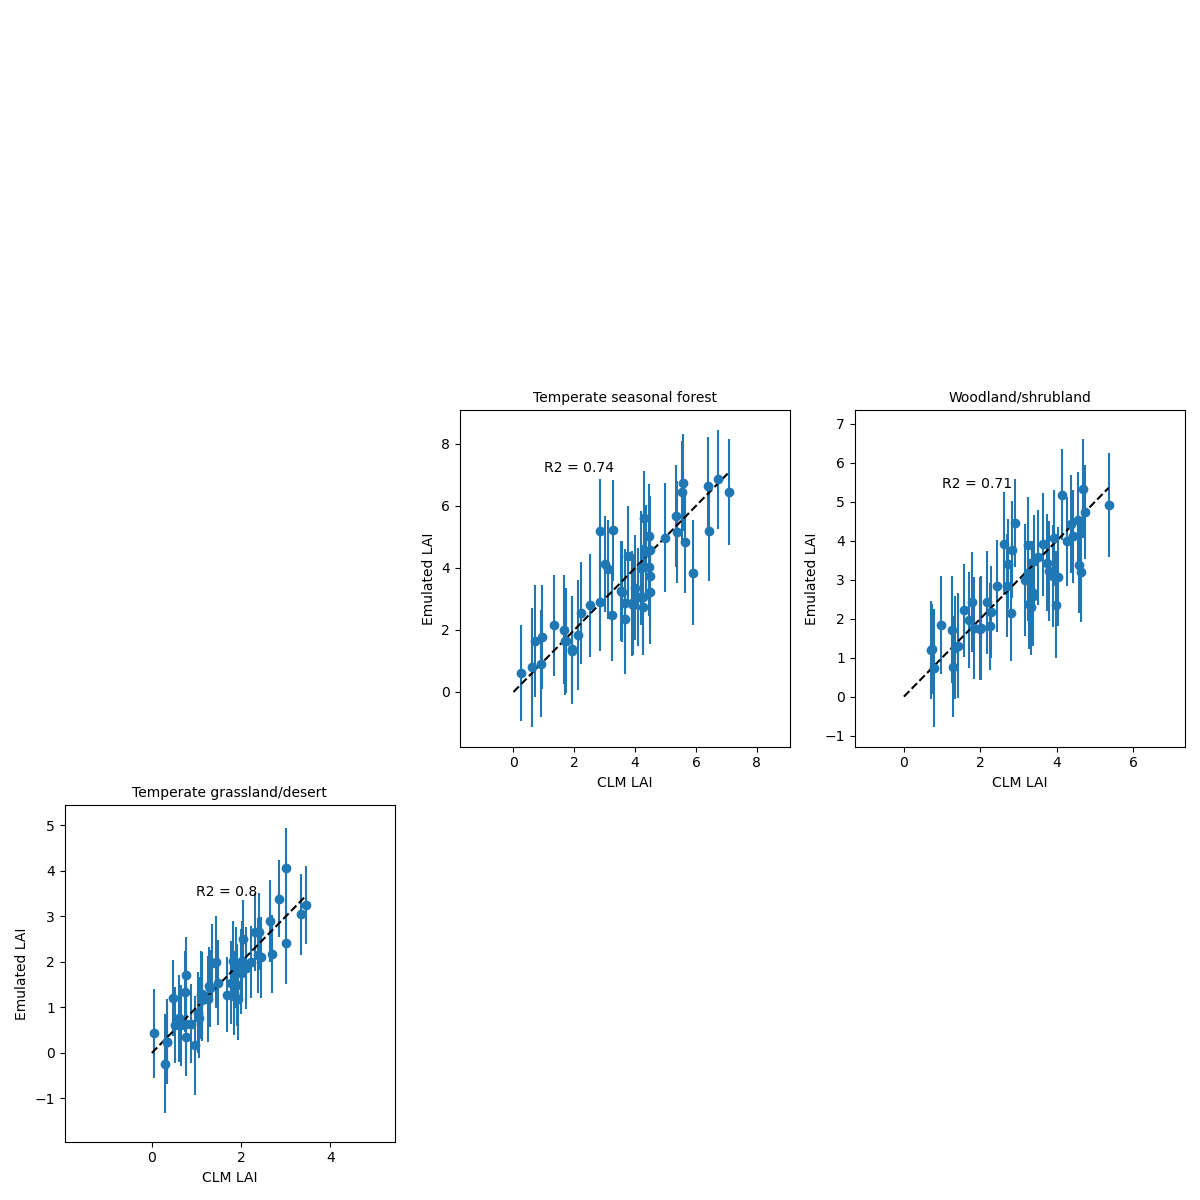 Temperate seasonal forest
R2 = 0.74
8
6
4
2
0
Emulated LAI
0 2 4 6 8
CLM LAI
Woodland/shrubland
R2 = 0.71
7
6
5
4
3
2
1
0
−1
Emulated LAI
0 2 4 6
CLM LAI
Temperate grassland/desert
R2 = 0.8
5
4
3
2
1
0
−1
Emulated LAI
0 2 4
CLM LAI